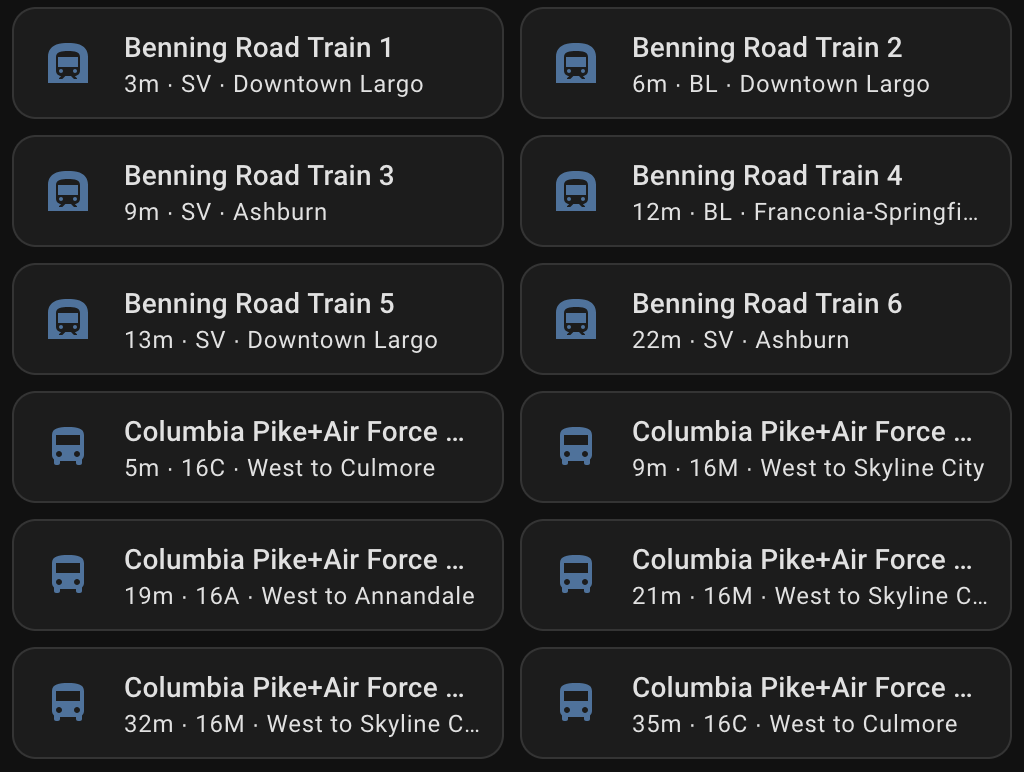 Benning Road Train 1
3m · SV · Downtown Largo
Benning Road Train 2
6m · BL · Downtown Largo
Benning Road Train 3
9m · SV · Ashburn
Benning Road Train 4
12m · BL · Franconia-Springfi...
Benning Road Train 5
13m · SV · Downtown Largo
Benning Road Train 6
22m · SV · Ashburn
Columbia Pike+Air Force ...
5m · 16C · West to Culmore
Columbia Pike+Air Force ...
9m · 16M · West to Skyline City
Columbia Pike+Air Force ...
19m · 16A · West to Annandale
Columbia Pike+Air Force ...
21m · 16M · West to Skyline C...
Columbia Pike+Air Force ...
32m · 16M · West to Skyline C...
Columbia Pike+Air Force ...
35m · 16C · West to Culmore